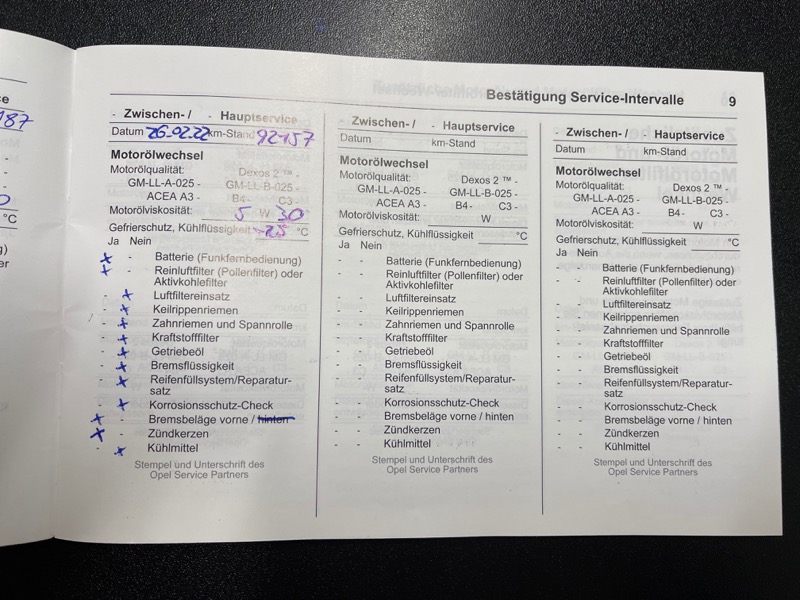 ce
187
°C
g)
er
Bestätigung Service-Intervalle 9
- Zwischen- / - Hauptservice
Datum 26.02.22 km-Stand 92157
Motorölwechsel
Motorölqualität: Dexos 2 ™ -
GM-LL-A-025 - GM-LL-B-025 -
ACEA A3 - B4 - C3 -
Motorölviskosität: 5 W 30
Gefrierschutz, Kühlflüssigkeit -25 °C
Ja Nein
x - Batterie (Funkfernbedienung)
x - Reinluftfilter (Pollenfilter) oder
Aktivkohlefilter
- x Luftfiltereinsatz
- x Keilrippenriemen
- x Zahnriemen und Spannrolle
- x Kraftstofffilter
- x Getriebeöl
- x Bremsflüssigkeit
- x Reifenfüllsystem/Reparatur-
satz
- x Korrosionsschutz-Check
x - Bremsbeläge vorne / hinten
x - Zündkerzen
- x Kühlmittel
Stempel und Unterschrift des
Opel Service Partners
- Zwischen- / - Hauptservice
Datum km-Stand
Motorölwechsel
Motorölqualität: Dexos 2 ™ -
GM-LL-A-025 - GM-LL-B-025 -
ACEA A3 - B4 - C3 -
Motorölviskosität: W
Gefrierschutz, Kühlflüssigkeit °C
Ja Nein
- - Batterie (Funkfernbedienung)
- - Reinluftfilter (Pollenfilter) oder
Aktivkohlefilter
- - Luftfiltereinsatz
- - Keilrippenriemen
- - Zahnriemen und Spannrolle
- - Kraftstofffilter
- - Getriebeöl
- - Bremsflüssigkeit
- - Reifenfüllsystem/Reparatur-
satz
- - Korrosionsschutz-Check
- - Bremsbeläge vorne / hinten
- - Zündkerzen
- - Kühlmittel
Stempel und Unterschrift des
Opel Service Partners
- Zwischen- / - Hauptservice
Datum km-Stand
Motorölwechsel
Motorölqualität: Dexos 2 ™ -
GM-LL-A-025 - GM-LL-B-025 -
ACEA A3 - B4 - C3 -
Motorölviskosität: W
Gefrierschutz, Kühlflüssigkeit °C
Ja Nein
- - Batterie (Funkfernbedienung)
- - Reinluftfilter (Pollenfilter) oder
Aktivkohlefilter
- - Luftfiltereinsatz
- - Keilrippenriemen
- - Zahnriemen und Spannrolle
- - Kraftstofffilter
- - Getriebeöl
- - Bremsflüssigkeit
- - Reifenfüllsystem/Reparatur-
satz
- - Korrosionsschutz-Check
- - Bremsbeläge vorne / hinten
- - Zündkerzen
- - Kühlmittel
Stempel und Unterschrift des
Opel Service Partners